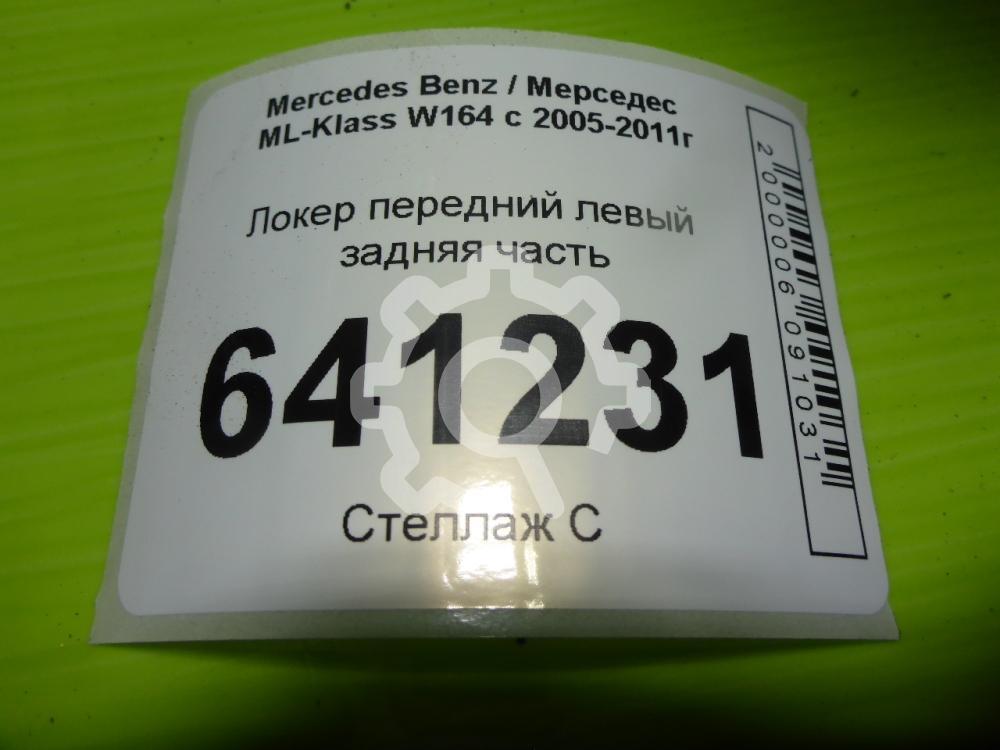 Mercedes Benz / Мерседес
ML-Klass W164 с 2005-2011г
Локер передний левый
задняя часть
641231
Стеллаж С
2000006091031